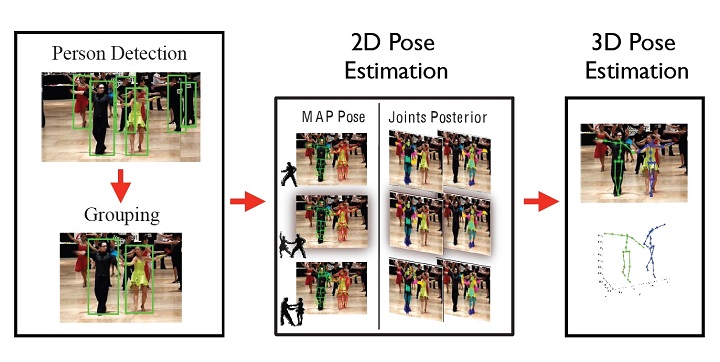 Person Detection
Grouping
2D Pose
Estimation
MAP Pose
Joints Posterior
3D Pose
Estimation